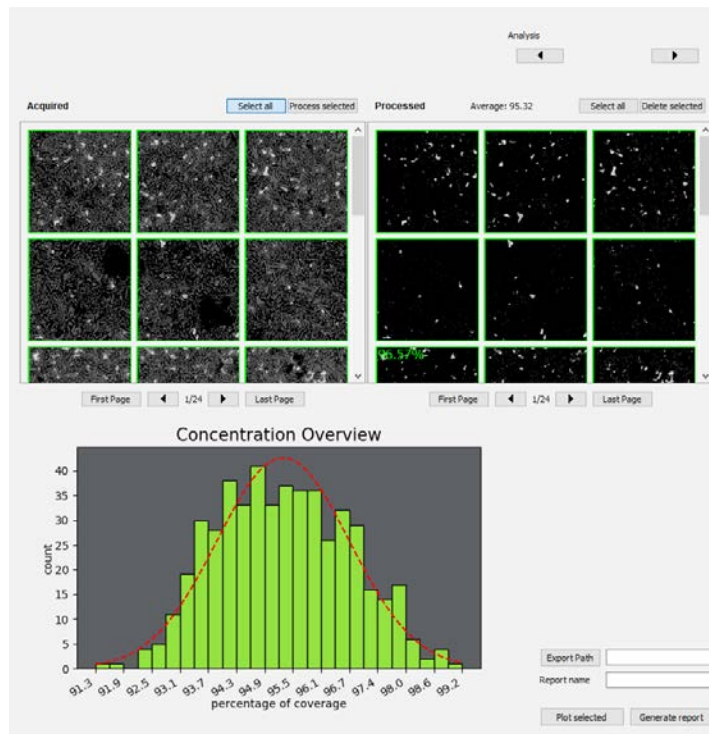 Analysis
Acquired
Select all
Process selected
Processed
Average: 95.32
Select all
Delete selected
96.57%
First Page
1/24
Last Page
First Page
1/24
Last Page
Concentration Overview
count
40
35
30
25
20
15
10
5
0
91.3
91.9
92.5
93.1
93.7
94.3
94.9
95.5
96.1
96.7
97.4
98.0
98.6
99.2
percentage of coverage
Export Path
Report name
Plot selected
Generate report